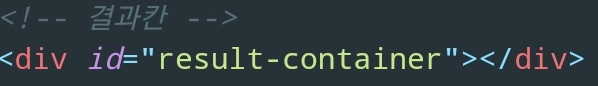 <!-- 결과칸 -->
<div id="result-container"></div>